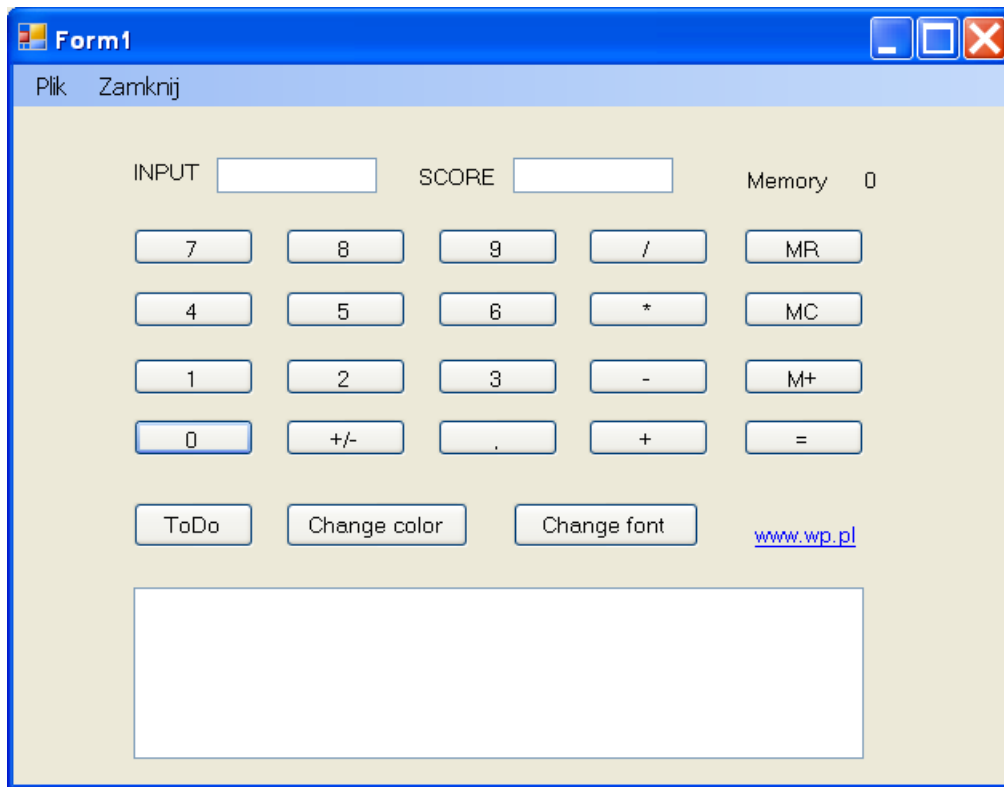 Form1
Plik Zamknij
INPUT SCORE Memory 0
7 8 9 / MR
4 5 6 * MC
1 2 3 - M+
0 +/- , + =
ToDo Change color Change font www.wp.pl